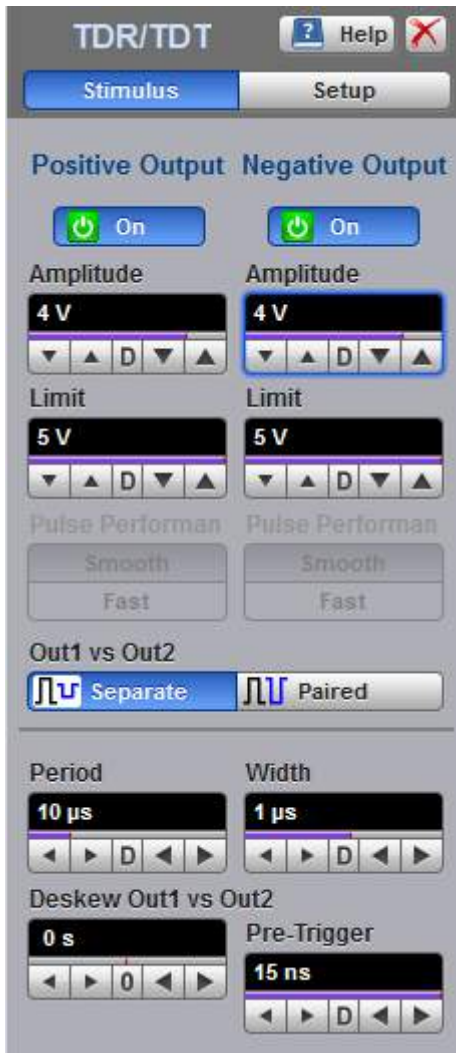 TDR/TDT ? Help
Stimulus Setup
Positive Output Negative Output
On On
Amplitude Amplitude
4 V 4 V
D D
Limit Limit
5 V 5 V
D D
Pulse Performan Pulse Performan
Smooth Smooth
Fast Fast
Out1 vs Out2
Separate Paired
Period Width
10 µs 1 µs
D D
Deskew Out1 vs Out2
0 s Pre-Trigger
0 15 ns
D